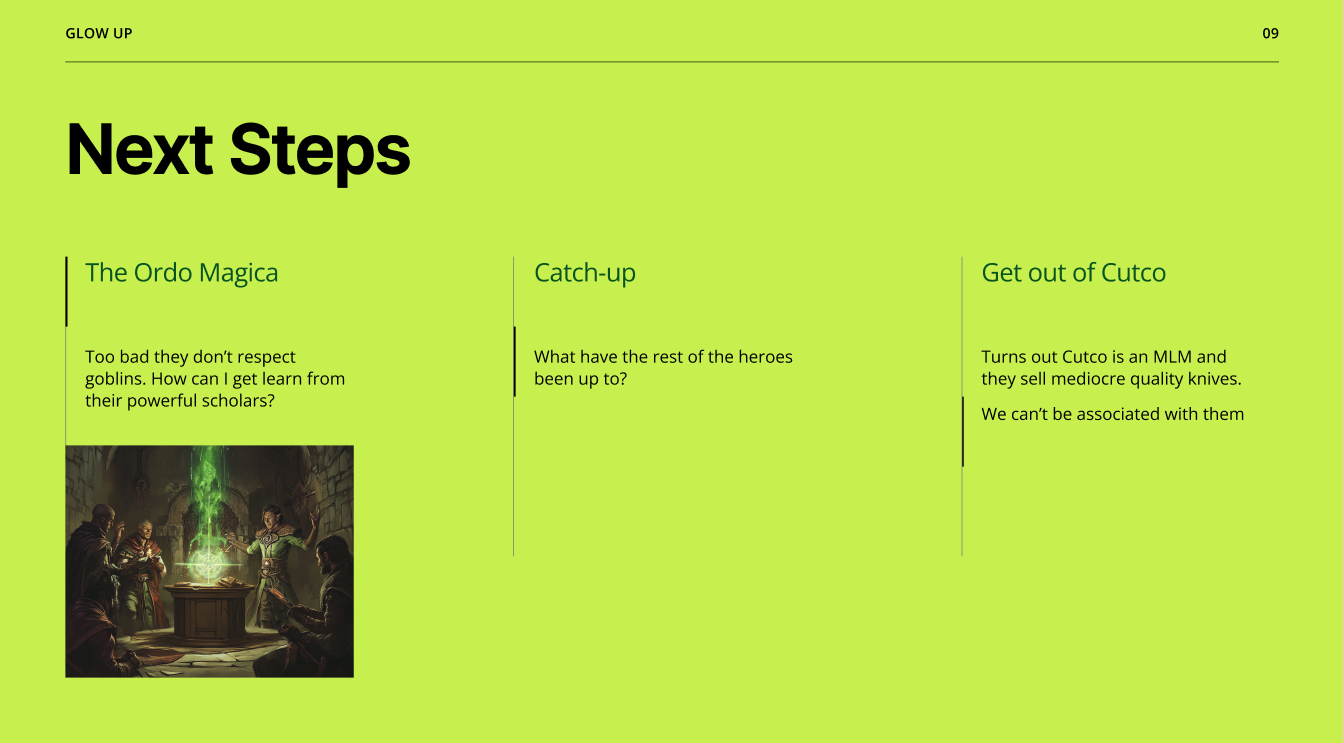 GLOW UP
09
Next Steps
The Ordo Magica
Too bad they don’t respect
goblins. How can I get learn from
their powerful scholars?
Catch-up
What have the rest of the heroes
been up to?
Get out of Cutco
Turns out Cutco is an MLM and
they sell mediocre quality knives.
We can’t be associated with them